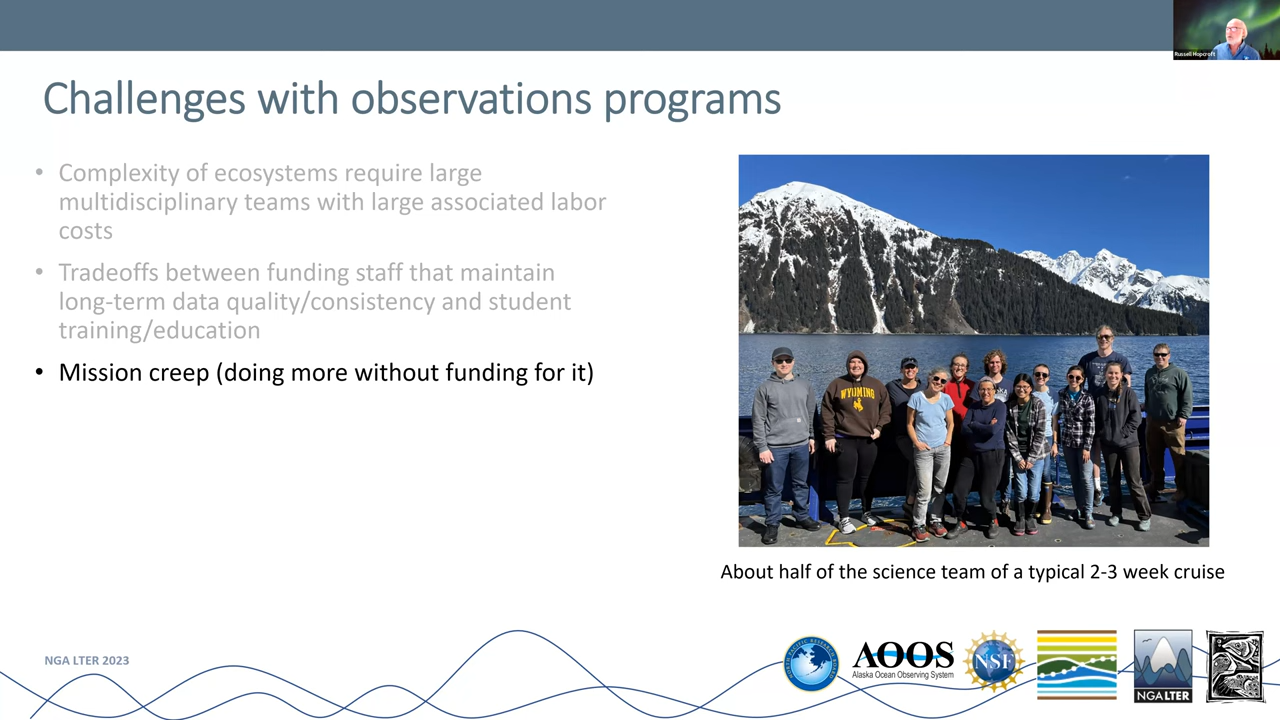 Russell Hopcroft
Challenges with observations programs
• Complexity of ecosystems require large
multidisciplinary teams with large associated labor
costs
• Tradeoffs between funding staff that maintain
long-term data quality/consistency and student
training/education
• Mission creep (doing more without funding for it)
WYOMING
About half of the science team of a typical 2-3 week cruise
NGA LTER 2023
AOOS
Alaska Ocean Observing System
NSF
NGALTER